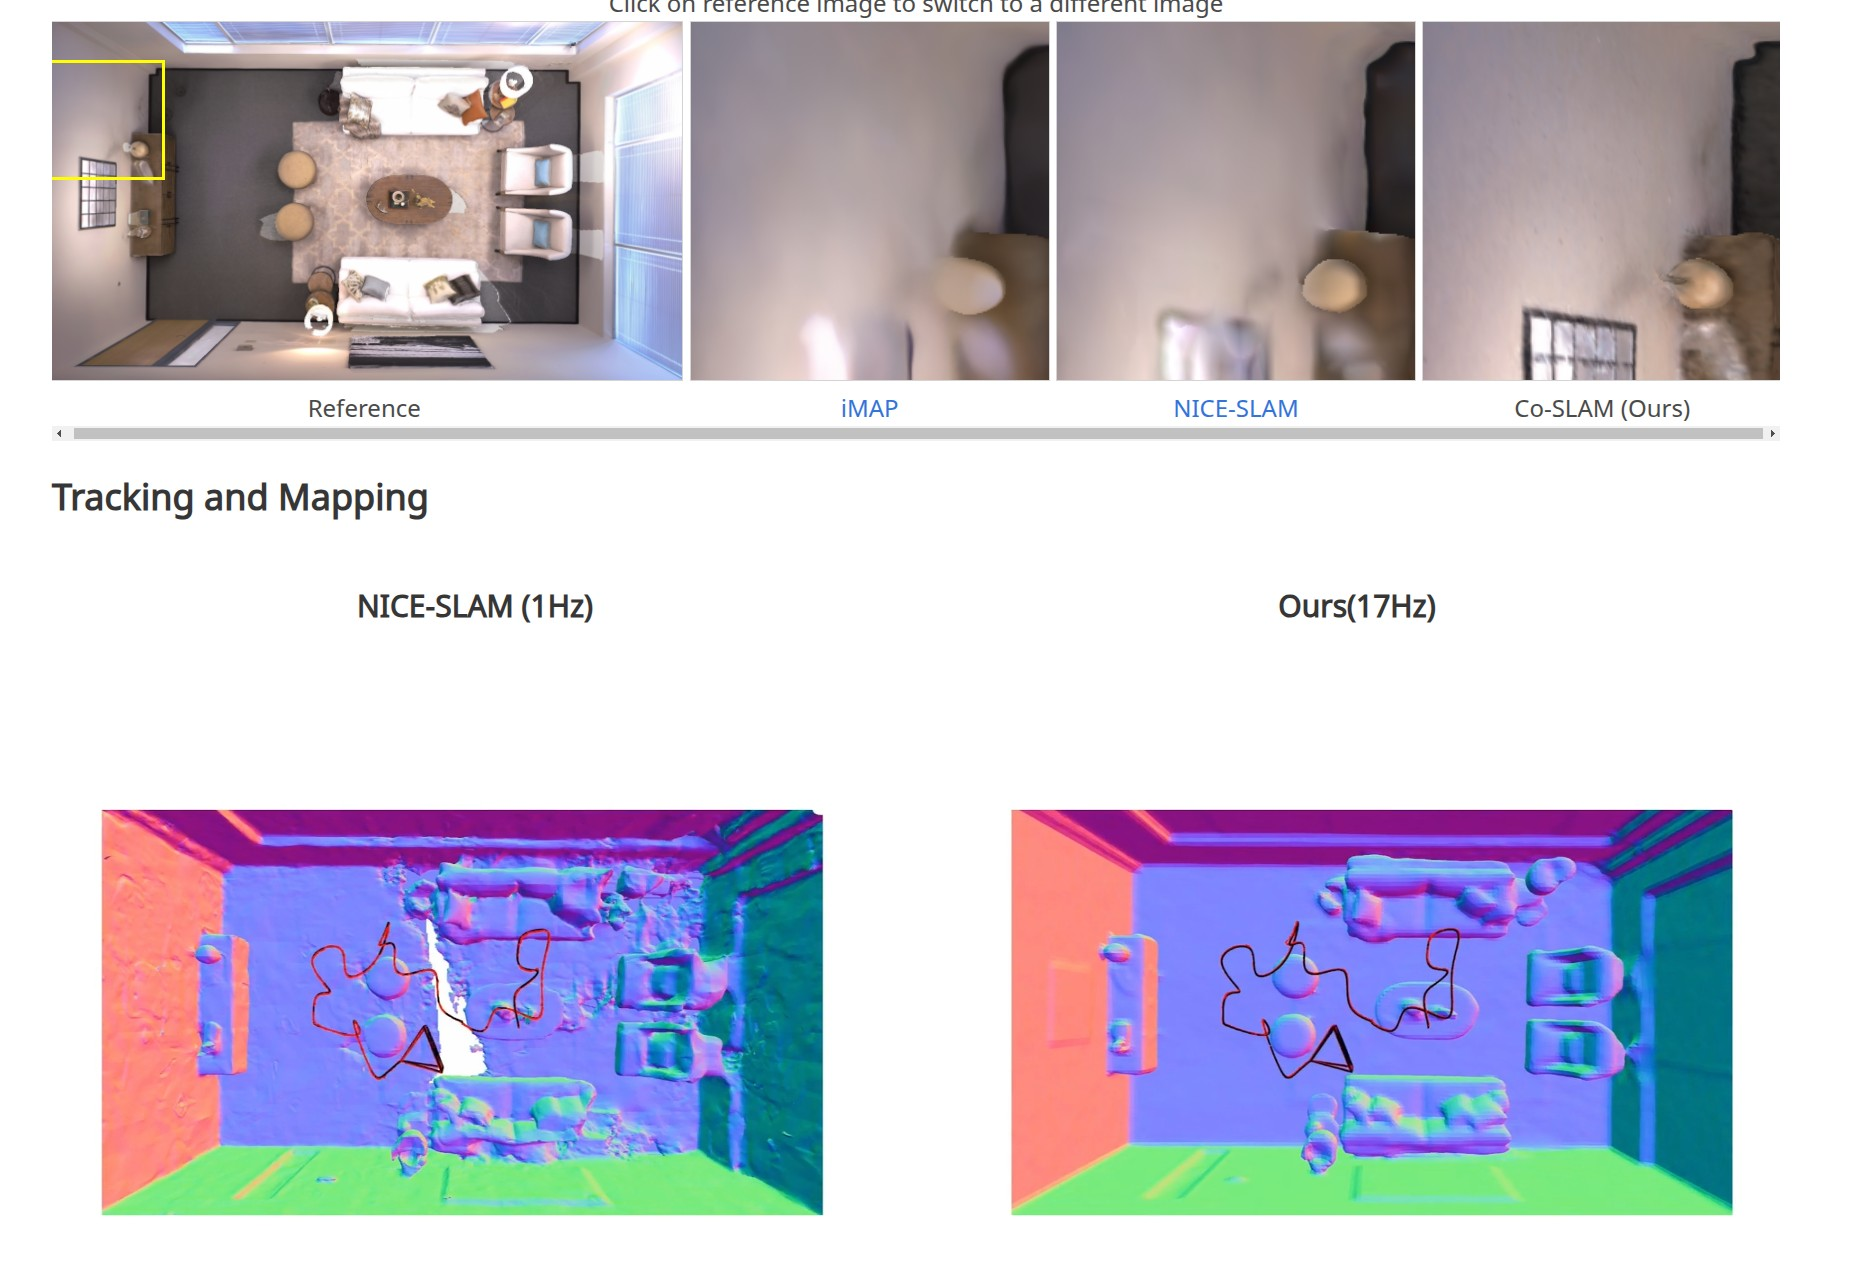 Click on reference image to switch to a different image
Reference
iMAP
NICE-SLAM
Co-SLAM (Ours)
Tracking and Mapping
NICE-SLAM (1Hz)
Ours(17Hz)